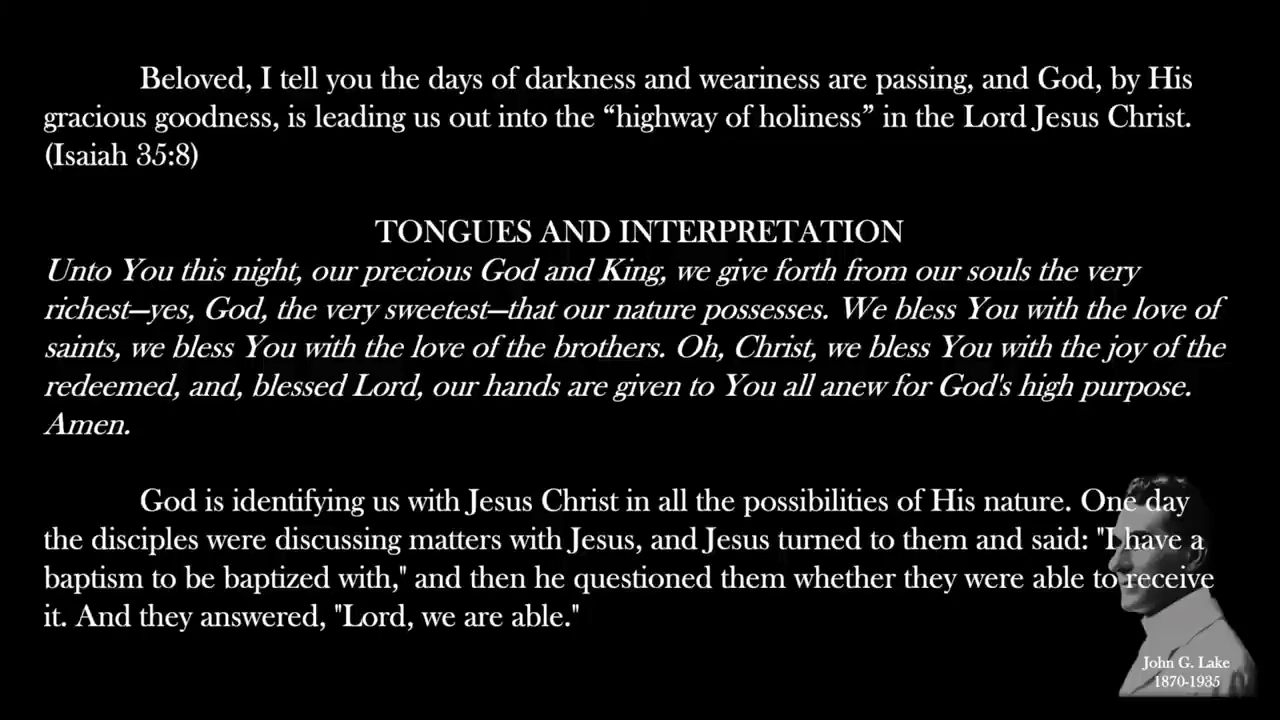 Beloved, I tell you the days of darkness and weariness are passing, and God, by His
gracious goodness, is leading us out into the “highway of holiness” in the Lord Jesus Christ.
(Isaiah 35:8)
TONGUES AND INTERPRETATION
Unto You this night, our precious God and King, we give forth from our souls the very
richest—yes, God, the very sweetest—that our nature possesses. We bless You with the love of
saints, we bless You with the love of the brothers. Oh, Christ, we bless You with the joy of the
redeemed, and, blessed Lord, our hands are given to You all anew for God's high purpose.
Amen.
God is identifying us with Jesus Christ in all the possibilities of His nature. One day
the disciples were discussing matters with Jesus, and Jesus turned to them and said: "I have a
baptism to be baptized with," and then he questioned them whether they were able to receive
it. And they answered, "Lord, we are able."
John G. Lake
1870-1935